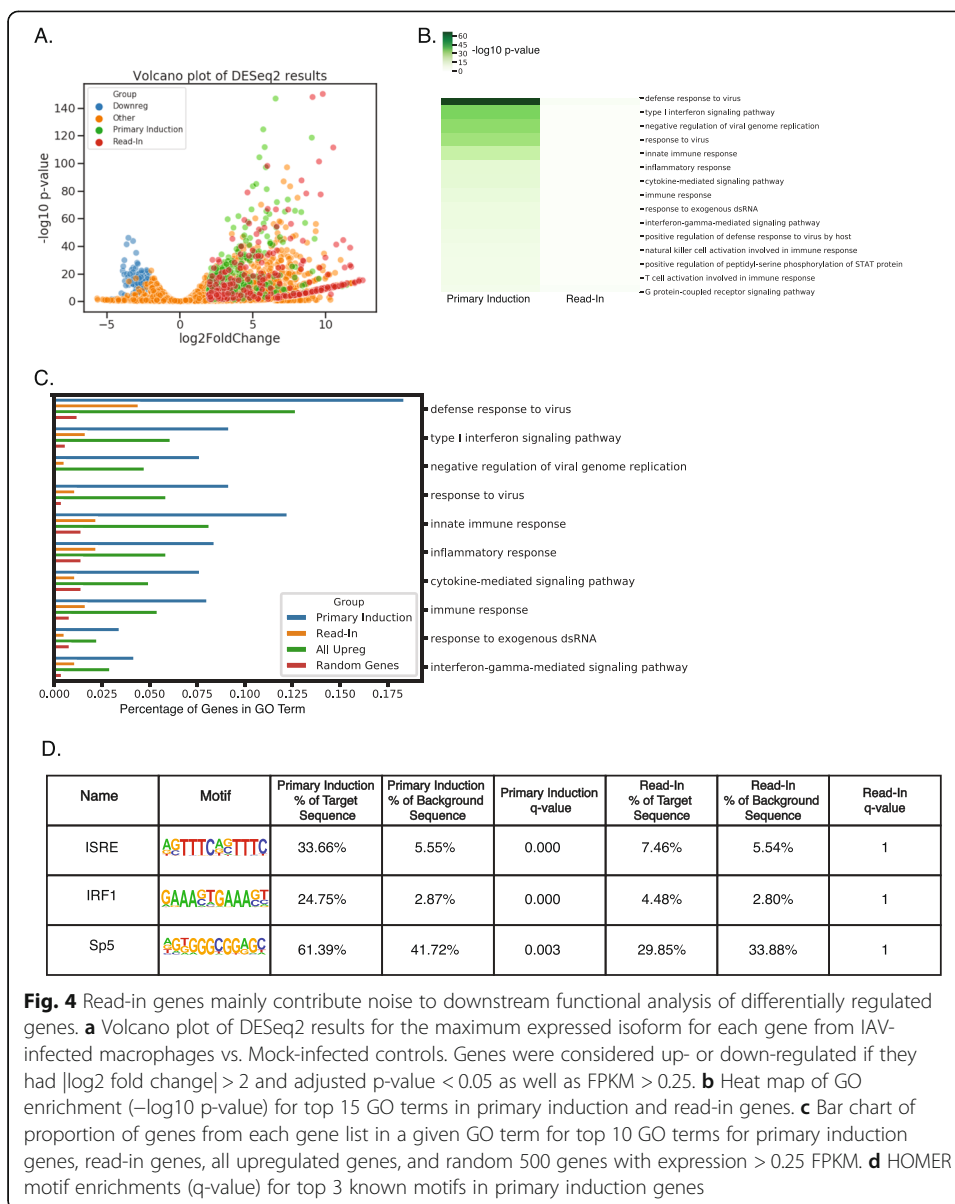 A.
Volcano plot of DESeq2 results
Group
Downreg
Other
Primary Induction
Read-In
140
120
100
80
60
40
20
0
-log10 p-value
−5 0 5 10
log2FoldChange
B.
60
30
15
0
-log10 p-value
defense response to virus
type I interferon signaling pathway
negative regulation of viral genome replication
response to virus
innate immune response
inflammatory response
cytokine-mediated signaling pathway
immune response
response to exogenous dsRNA
interferon-gamma-mediated signaling pathway
positive regulation of defense response to virus by host
natural killer cell activation involved in immune response
positive regulation of peptidyl-serine phosphorylation of STAT protein
T cell activation involved in immune response
G protein-coupled receptor signaling pathway
Primary Induction Read-In
C.
defense response to virus
type I interferon signaling pathway
negative regulation of viral genome replication
response to virus
innate immune response
inflammatory response
cytokine-mediated signaling pathway
immune response
response to exogenous dsRNA
interferon-gamma-mediated signaling pathway
Group
Primary Induction
Read-In
All Upreg
Random Genes
0.000 0.025 0.050 0.075 0.100 0.125 0.150 0.175
Percentage of Genes in GO Term
D.
Name Motif Primary Induction % of Target Sequence Primary Induction % of Background Sequence Primary Induction q-value Read-In % of Target Sequence Read-In % of Background Sequence Read-In q-value
ISRE AGTTTCAGTTTC 33.66% 5.55% 0.000 7.46% 5.54% 1
IRF1 GAAAGTGAAAGT 24.75% 2.87% 0.000 4.48% 2.80% 1
Sp5 AGTGGGCGGAGC 61.39% 41.72% 0.003 29.85% 33.88% 1
Fig. 4 Read-in genes mainly contribute noise to downstream functional analysis of differentially regulated
genes. a Volcano plot of DESeq2 results for the maximum expressed isoform for each gene from IAV-
infected macrophages vs. Mock-infected controls. Genes were considered up- or down-regulated if they
had |log2 fold change| > 2 and adjusted p-value < 0.05 as well as FPKM > 0.25. b Heat map of GO
enrichment (−log10 p-value) for top 15 GO terms in primary induction and read-in genes. c Bar chart of
proportion of genes from each gene list in a given GO term for top 10 GO terms for primary induction
genes, read-in genes, all upregulated genes, and random 500 genes with expression > 0.25 FPKM. d HOMER
motif enrichments (q-value) for top 3 known motifs in primary induction genes